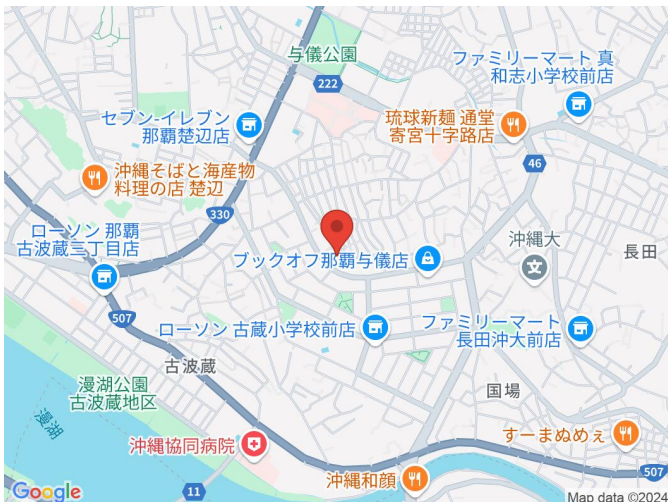 与儀公園
222
ファミリーマート 真
和志小学校前店
セブン-イレブン
那覇楚辺店
琉球新麺 通堂
寄宮十字路店
46
沖縄そばと海産物
料理の店 楚辺
330
ローソン 那覇
古波蔵三丁目店
沖縄大
長田
ブックオフ那覇与儀店
507
ローソン 古蔵小学校前店
ファミリーマート
長田沖大前店
古波蔵
漫湖公園
古波蔵地区
国場
漫湖
沖縄協同病院
すーまぬめぇ
507
沖縄和顔
11
Google
Map data ©2024